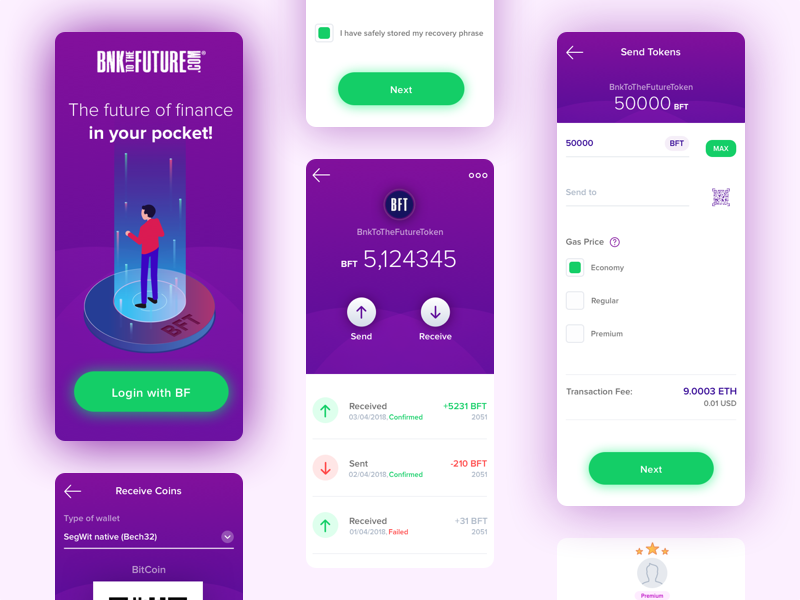 BNK TO THE FUTURE .COM®
The future of finance
in your pocket!
BFT
Login with BF
Receive Coins
Type of wallet
SegWit native (Bech32)
BitCoin
I have safely stored my recovery phrase
Next
BFT
BnkToTheFutureToken
BFT 5,124345
Send
Receive
Received
+5231 BFT
03/04/2018. Confirmed
2051
Sent
-210 BFT
02/04/2018. Confirmed
2051
Received
+31 BFT
01/04/2018. Failed
2051
Send Tokens
BnkToTheFutureToken
50000 BFT
50000
BFT
MAX
Send to
Gas Price ?
Economy
Regular
Premium
Transaction Fee:
9.0003 ETH
0.01 USD
Next
Premium